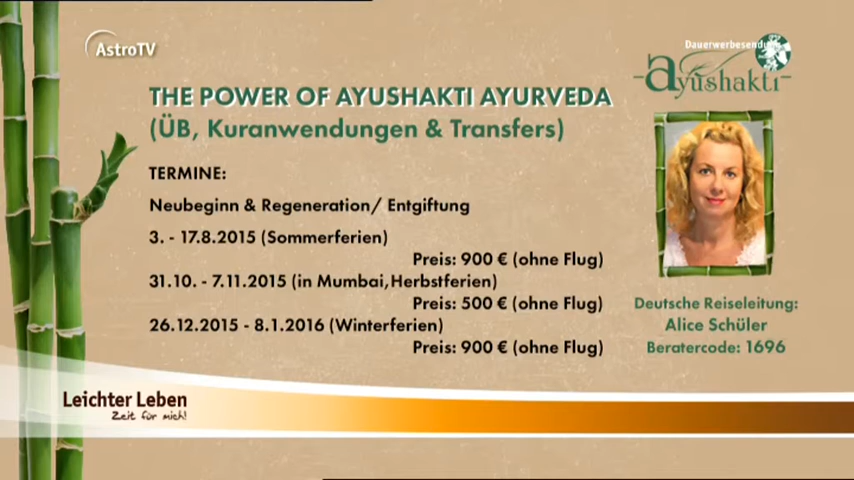 AstroTV
Dauerwerbesendung
ayushakti
THE POWER OF AYUSHAKTI AYURVEDA
(ÜB, Kuranwendungen & Transfers)
TERMINE:
Neubeginn & Regeneration/ Entgiftung
3. - 17.8.2015 (Sommerferien)
Preis: 900 € (ohne Flug)
31.10. - 7.11.2015 (in Mumbai,Herbstferien)
Preis: 500 € (ohne Flug)
26.12.2015 - 8.1.2016 (Winterferien)
Preis: 900 € (ohne Flug)
Deutsche Reiseleitung:
Alice Schüler
Beratercode: 1696
Leichter Leben
Zeit für mich!